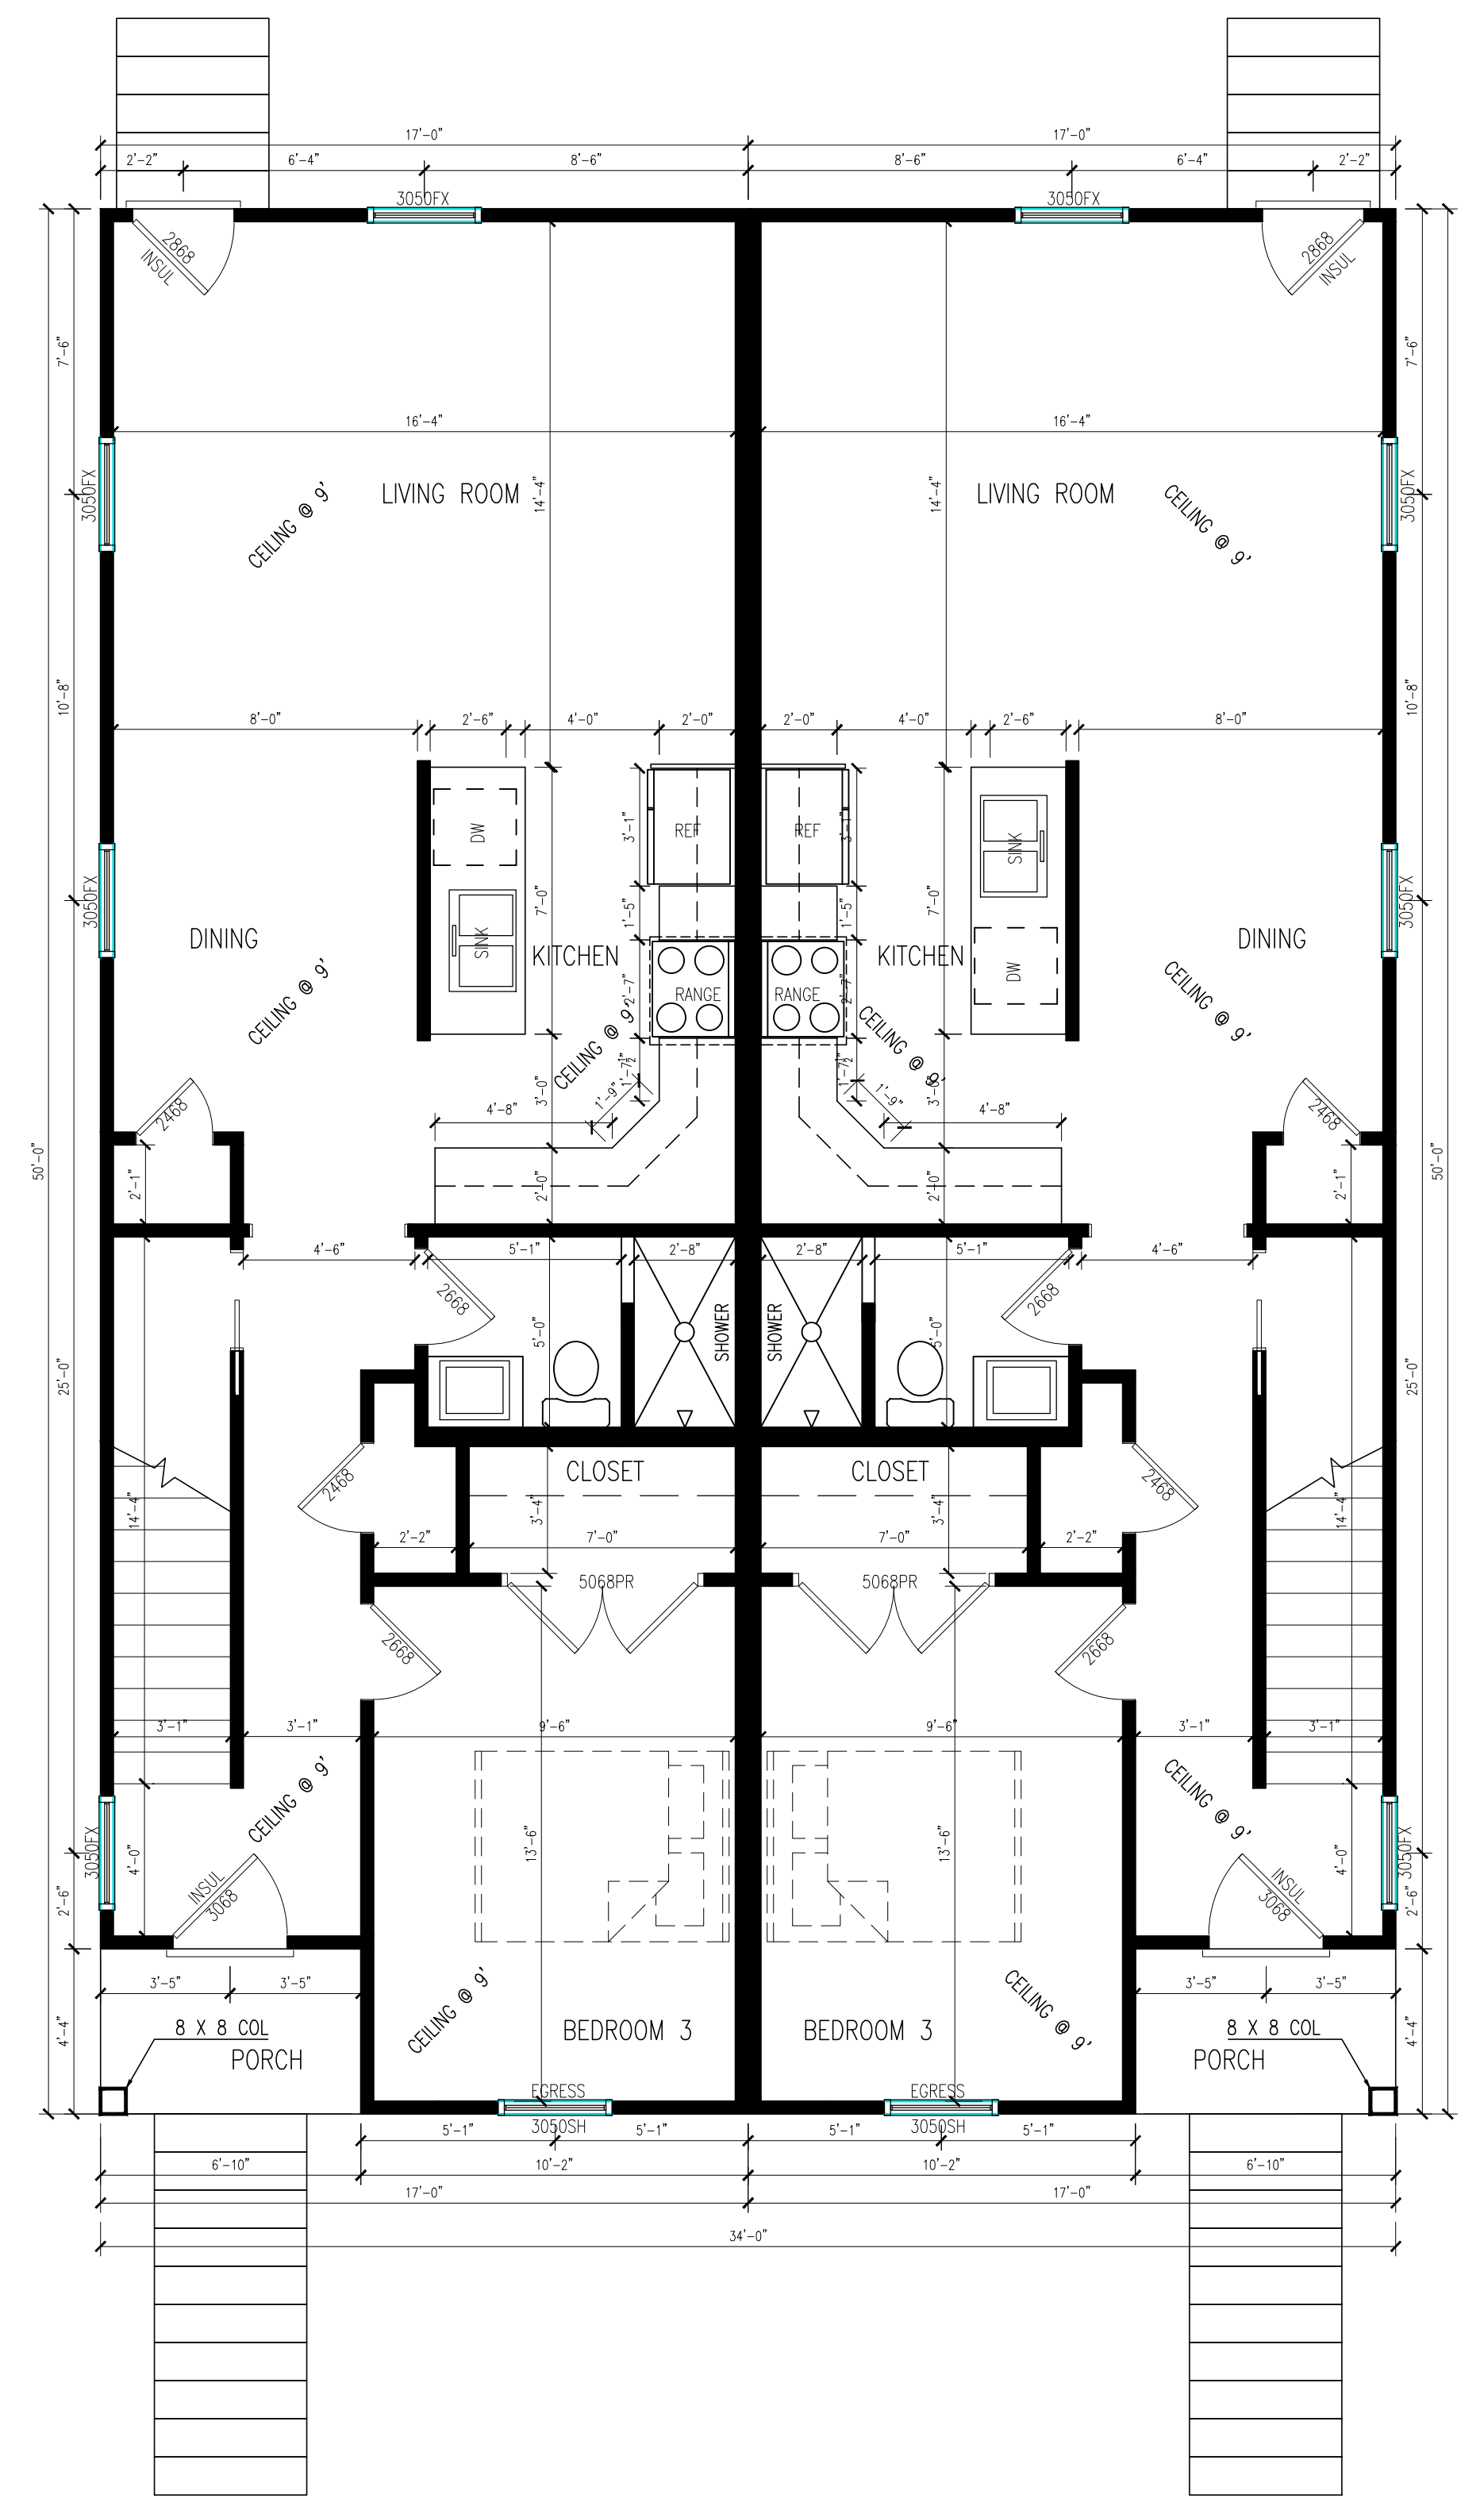 17'-0" 17'-0"
2'-2" 6'-4" 8'-6" 8'-6" 6'-4" 2'-2"
3050FX 3050FX
2868 INSUL 2868 INSUL
7'-6" 7'-6"
16'-4" 16'-4"
3050FX LIVING ROOM 14'-4" 14'-4" LIVING ROOM 3050FX
CEILING @ 9' CEILING @ 9'
10'-8" 10'-8"
8'-0" 2'-6" 4'-0" 2'-0" 2'-0" 4'-0" 2'-6" 8'-0"
DW 3'-1" REF REF 3'-1" SINK
3050FX 7'-0" 1'-5" 1'-5" 7'-0" 3050FX
DINING SINK KITCHEN KITCHEN DW DINING
CEILING @ 9' 2'-7" RANGE RANGE 2'-7" CEILING @ 9'
CEILING @ 9' CEILING @ 9'
1'-7½" 1'-7½"
2468 4'-8" 3'-0" 1'-9" 1'-9" 3'-0" 4'-8" 2468
50'-0" 50'-0"
2'-1" 2'-0" 2'-0" 2'-1"
4'-6" 5'-1" 2'-8" 2'-8" 5'-1" 4'-6"
2668 2668
25'-0" 5'-0" SHOWER SHOWER 5'-0" 25'-0"
2468 CLOSET CLOSET 2468
14'-4" 3'-4" 3'-4" 14'-4"
2'-2" 7'-0" 7'-0" 2'-2"
5068PR 5068PR
2668 2668
3'-1" 3'-1" 9'-6" 9'-6" 3'-1" 3'-1"
CEILING @ 9' CEILING @ 9'
3050FX 4'-0" 13'-6" 13'-6" 4'-0" 3050FX
2'-6" INSUL 3068 INSUL 3068 2'-6"
3'-5" 3'-5" CEILING @ 9' CEILING @ 9' 3'-5" 3'-5"
4'-4" 8 X 8 COL BEDROOM 3 BEDROOM 3 8 X 8 COL 4'-4"
PORCH PORCH
EGRESS EGRESS
3050SH 3050SH
5'-1" 5'-1" 5'-1" 5'-1"
6'-10" 10'-2" 10'-2" 6'-10"
17'-0" 17'-0"
34'-0"